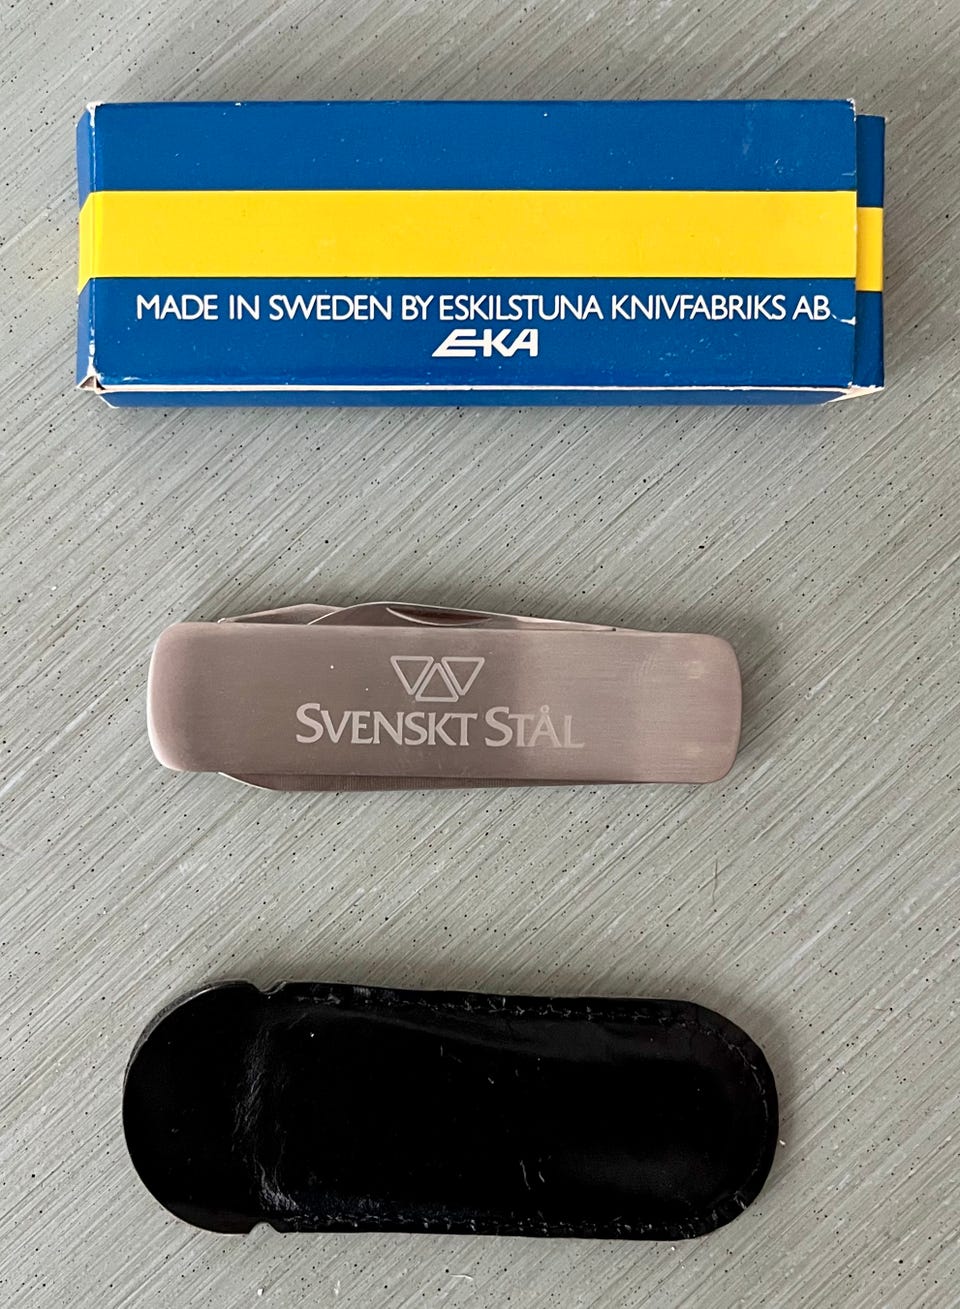 MADE IN SWEDEN BY ESKILSTUNA KNIVFABRIKS AB
EKA
SVENSKT STÅL